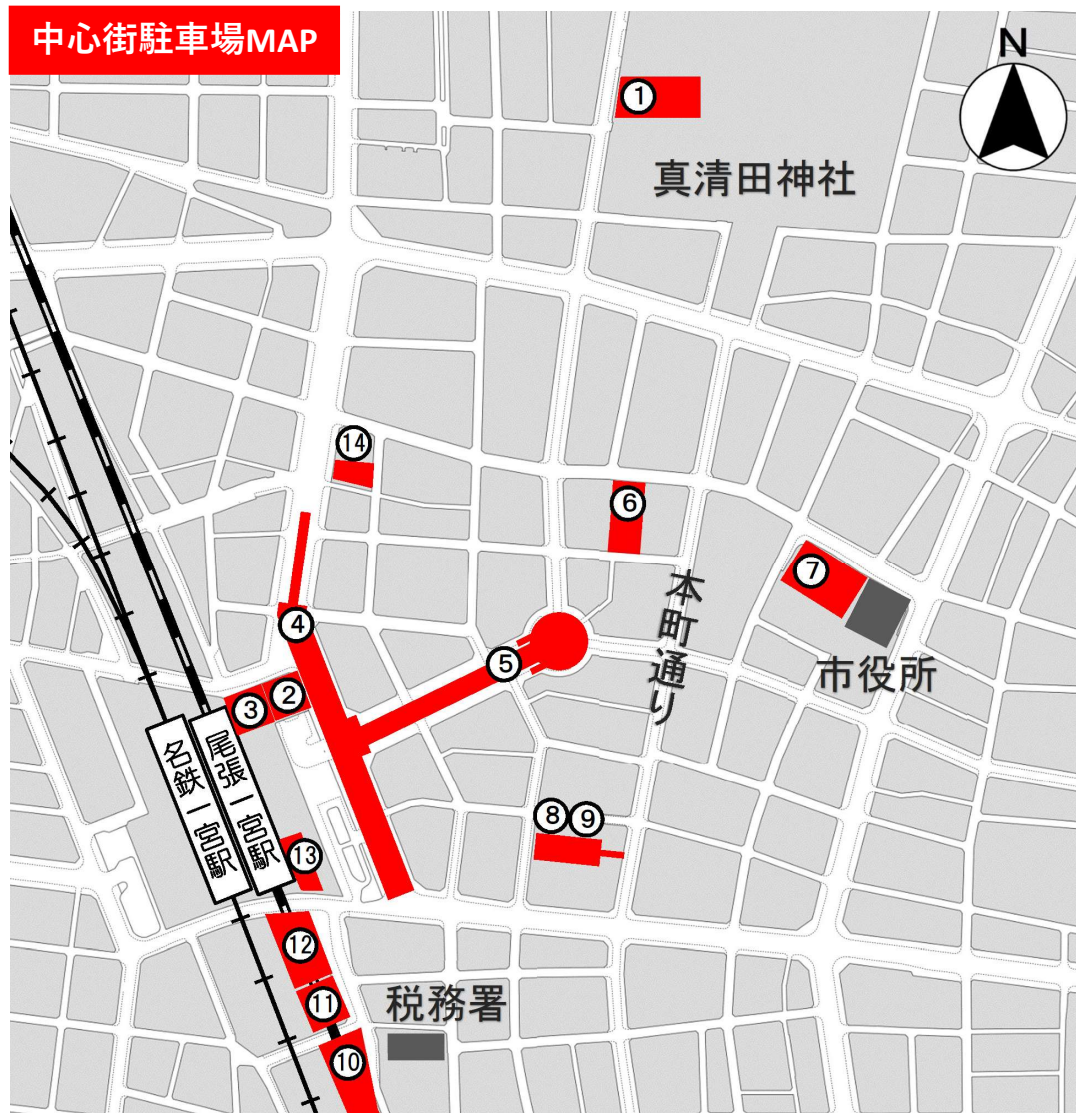 中心街駐車場MAP
N
①
真清田神社
⑭
⑥
⑦
本町通り
④
⑤
市役所
③
②
名鉄一宮駅
尾張一宮駅
⑧
⑨
⑬
⑫
⑪
税務署
⑩